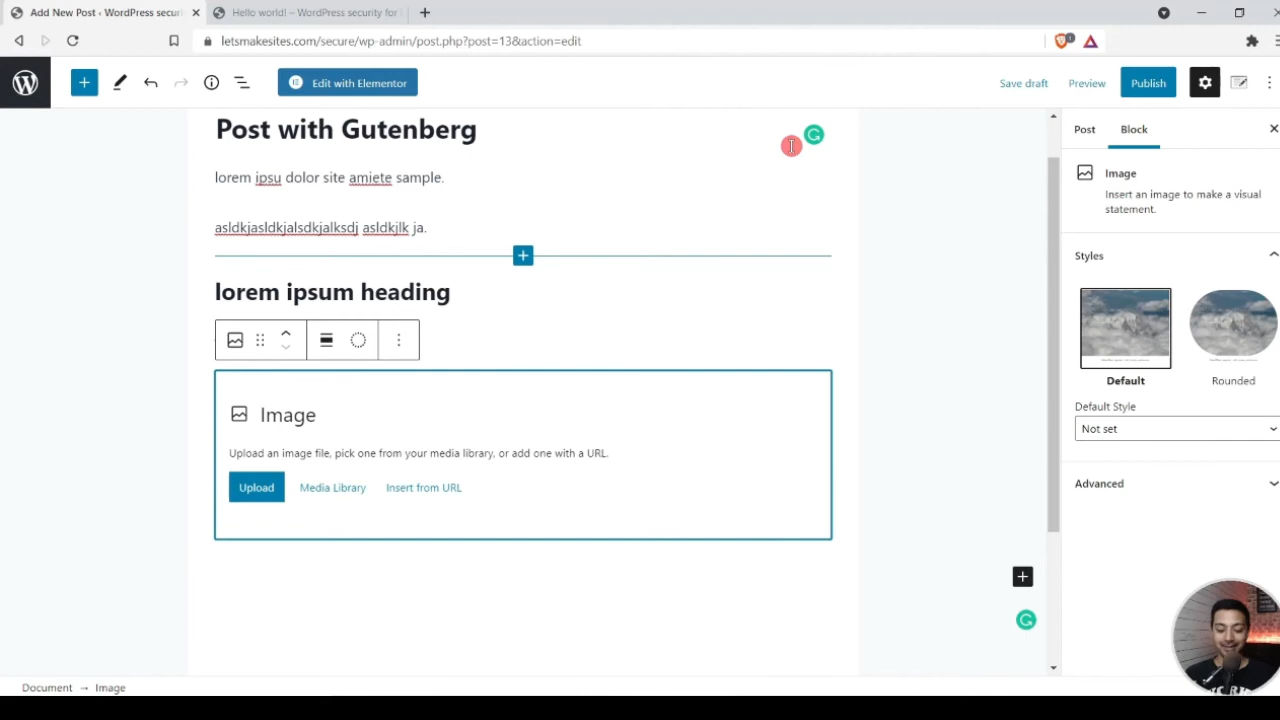 Add New Post ‹ WordPress securi
Hello world! – WordPress security for
letsmakesites.com/secure/wp-admin/post.php?post=13&action=edit
Edit with Elementor
Save draft
Preview
Publish
Post with Gutenberg
lorem ipsu dolor site amiete sample.
asldkjasldkjalsdkjalksdj asldkjlk ja.
lorem ipsum heading
Image
Upload an image file, pick one from your media library, or add one with a URL.
Upload
Media Library
Insert from URL
Post
Block
Image
Insert an image to make a visual
statement.
Styles
Default
Rounded
Default Style
Not set
Advanced
Document → Image